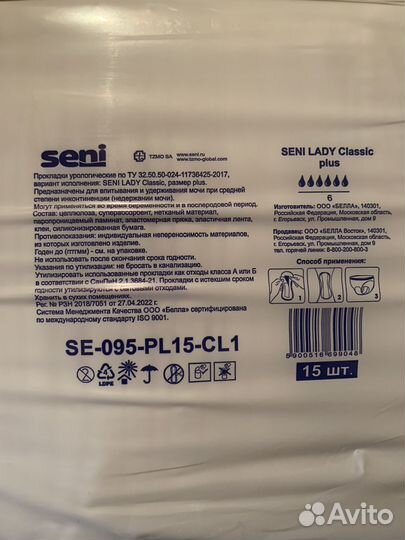 seni
TZMO SA
www.seni.ru
www.tzmo-global.com
Прокладки урологические по ТУ 32.50.50-024-11738425-2017,
вариант исполнения: SENI LADY Classic, размер plus.
Предназначены для впитывания и удержания мочи при средней
степени инконтиненции (недержании мочи).
Могут применяться во время беременности и в послеродовой период.
Состав: целлюлоза, суперабсорбент, нетканый материал,
паропроницаемый ламинат, эластомерная пряжа, пластичная лента,
клеи, силиконизированная бумага.
Противопоказания: индивидуальная непереносимость материалов,
из которых изготовлено изделие.
Годен до (ггггмм) - см. на упаковке.
Не использовать после окончания срока годности.
Указания по утилизации: не бросать в канализацию.
Утилизировать использованные прокладки как отходы класса А или Б
в соответствии с СанПиН 2.1.3684-21. Прокладки с истекшим сроком
годности утилизируются с бытовыми отходами.
Хранить в сухих помещениях.
Рег. № РЗН 2018/7051 от 27.04.2022 г.
Система Менеджмента Качества ООО «Белла» сертифицирована
по международному стандарту ISO 9001.
SE-095-PL15-CL1
LDPE
SENI LADY Classic
plus
6
Изготовитель: ООО «БЕЛЛА», 140301,
Российская Федерация, Московская область,
г. Егорьевск, ул. Промышленная, дом 9
Продавец: ООО «БЕЛЛА Восток», 140301,
Российская Федерация, Московская область,
г. Егорьевск, ул. Промышленная, дом 9
тел. горячей линии: 8-800-200-800-3
Способ применения:
1
2
3
5900516699048
15 шт.
Avito